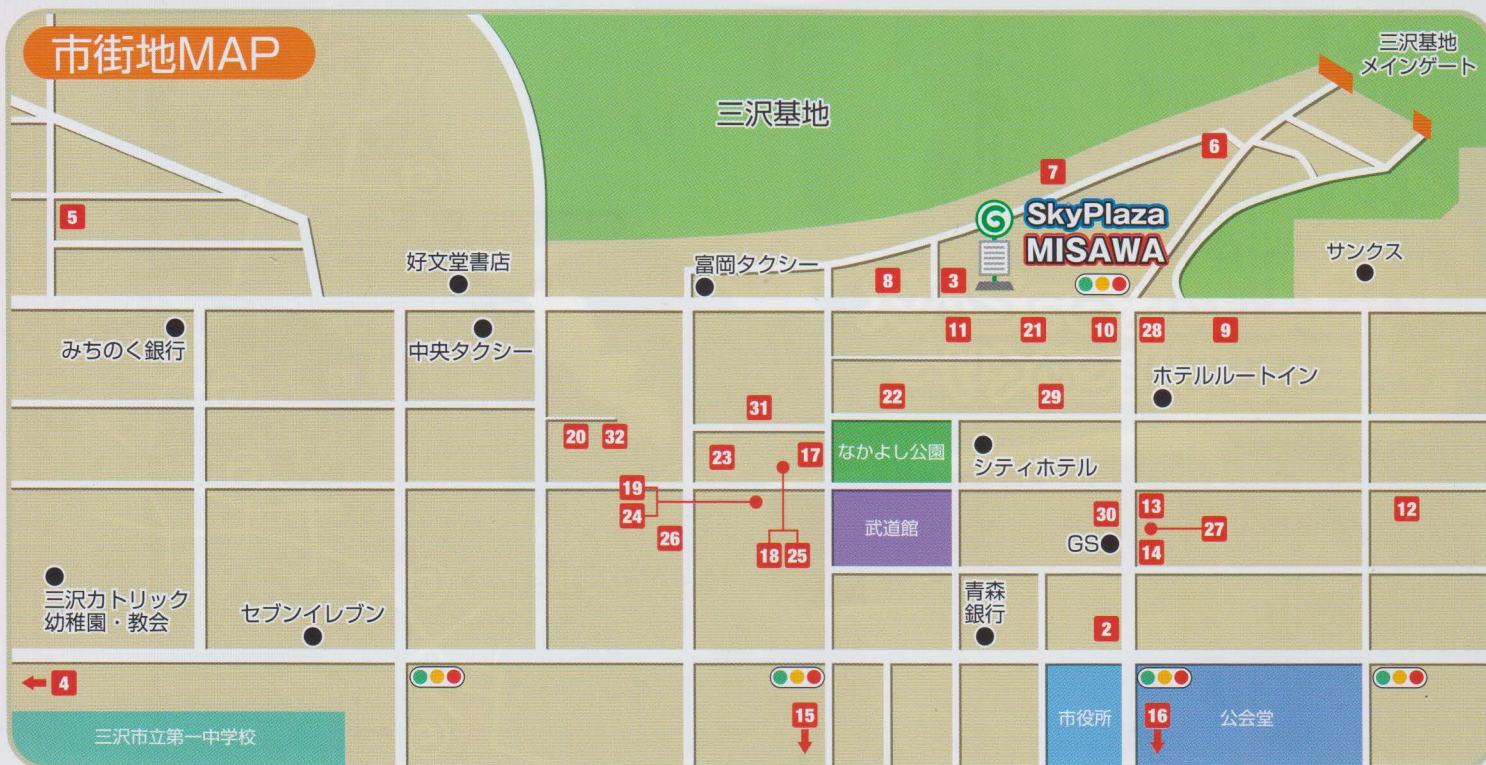 市街地MAP
三沢基地
メインゲート
三沢基地
6
7
5
SkyPlaza
MISAWA
サンクス
好文堂書店
富岡タクシー
8
3
11
21
10
28
9
みちのく銀行
中央タクシー
ホテルルートイン
22
29
31
20
32
23
17
なかよし公園
シティホテル
19
24
26
18
25
武道館
30
13
27
12
GS
14
三沢カトリック
幼稚園・教会
セブンイレブン
青森
銀行
2
4
15
市役所
16
公会堂
三沢市立第一中学校